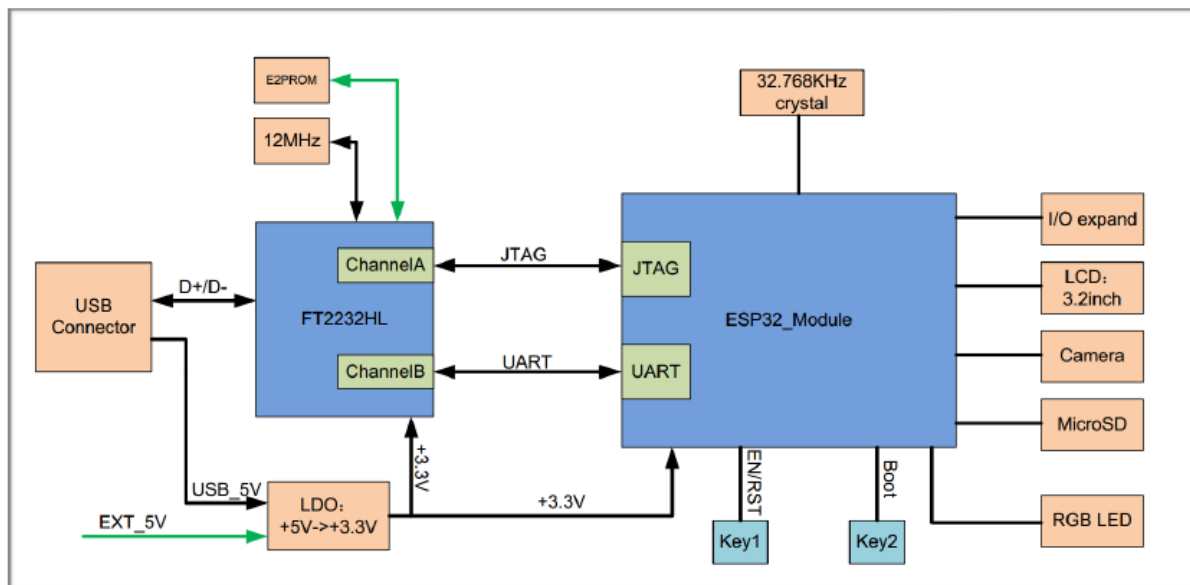 E2PROM
12MHz
32.768KHz
crystal
USB
Connector
D+/D-
FT2232HL
ChannelA
ChannelB
JTAG
UART
JTAG
UART
ESP32_Module
I/O expand
LCD：
3.2inch
Camera
MicroSD
RGB LED
+3.3V
USB_5V
EXT_5V
LDO：
+5V->+3.3V
+3.3V
EN/RST
Boot
Key1
Key2